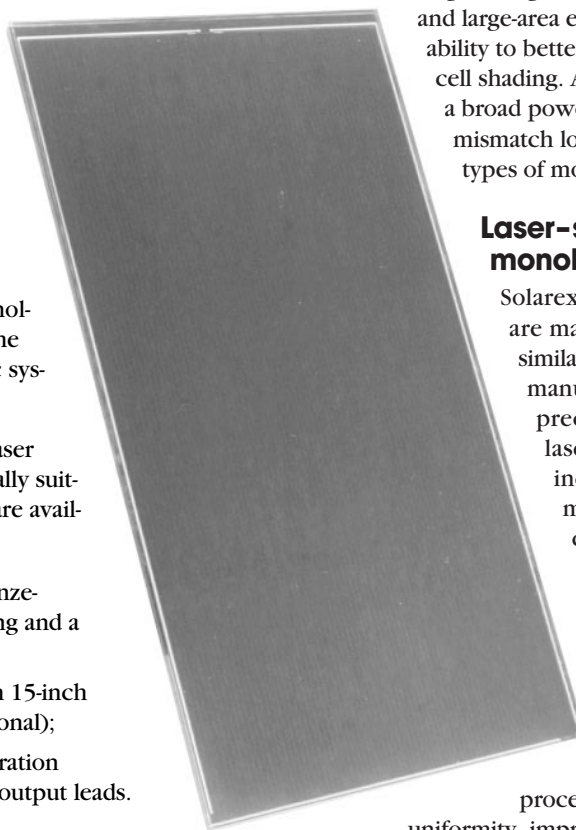 nol-
ne
c sys-
aser
ally suit-
are avail-
nze-
ng and a
n 15-inch
onal);
ration
output leads.
and large-area e
ability to bette
cell shading. A
a broad powe
mismatch lo
types of mo
Laser-s
monol
Solarex
are ma
simila
manu
prec
lase
in
m
proce
uniformity, impr